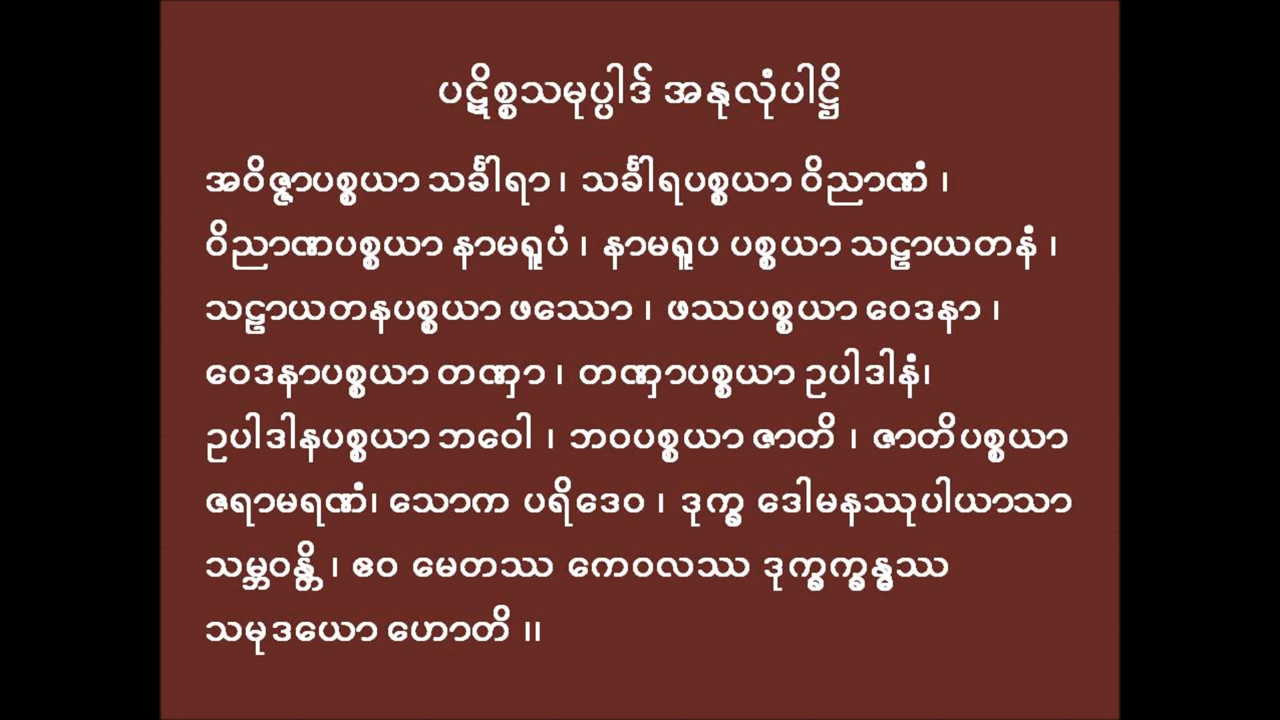 ပဋိစ္စသမုပ္ပါဒ် အနုလုံပါဠိ
အဝိဇ္ဇာပစ္စယာ သင်္ခါရာ ၊ သင်္ခါရပစ္စယာ ဝိညာဏံ ၊
ဝိညာဏပစ္စယာ နာမရူပံ ၊ နာမရူပ ပစ္စယာ သဠာယတနံ ၊
သဠာယတနပစ္စယာ ဖဿော ၊ ဖဿပစ္စယာ ဝေဒနာ ၊
ဝေဒနာပစ္စယာ တဏှာ ၊ တဏှာပစ္စယာ ဥပါဒါနံ၊
ဥပါဒါနပစ္စယာ ဘဝေါ ၊ ဘဝပစ္စယာ ဇာတိ ၊ ဇာတိပစ္စယာ
ဇရာမရဏံ၊ သောက ပရိဒေဝ ၊ ဒုက္ခ ဒေါမနဿုပါယာသာ
သမ္ဘဝန္တိ ၊ ဧဝ မေတဿ ကေဝလဿ ဒုက္ခက္ခန္ဓဿ
သမုဒယော ဟောတိ ။